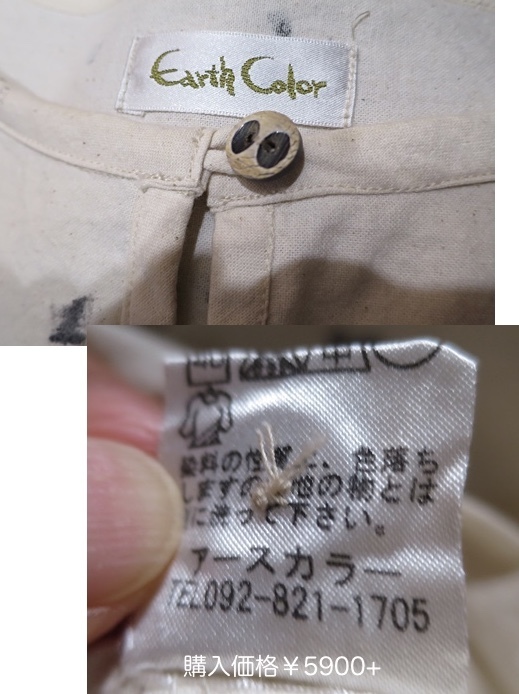 Earth Color
染料の性質上、色落ち
しますので他の物とは
に洗って下さい。
アースカラー
TEL092-821-1705
購入価格￥5900+